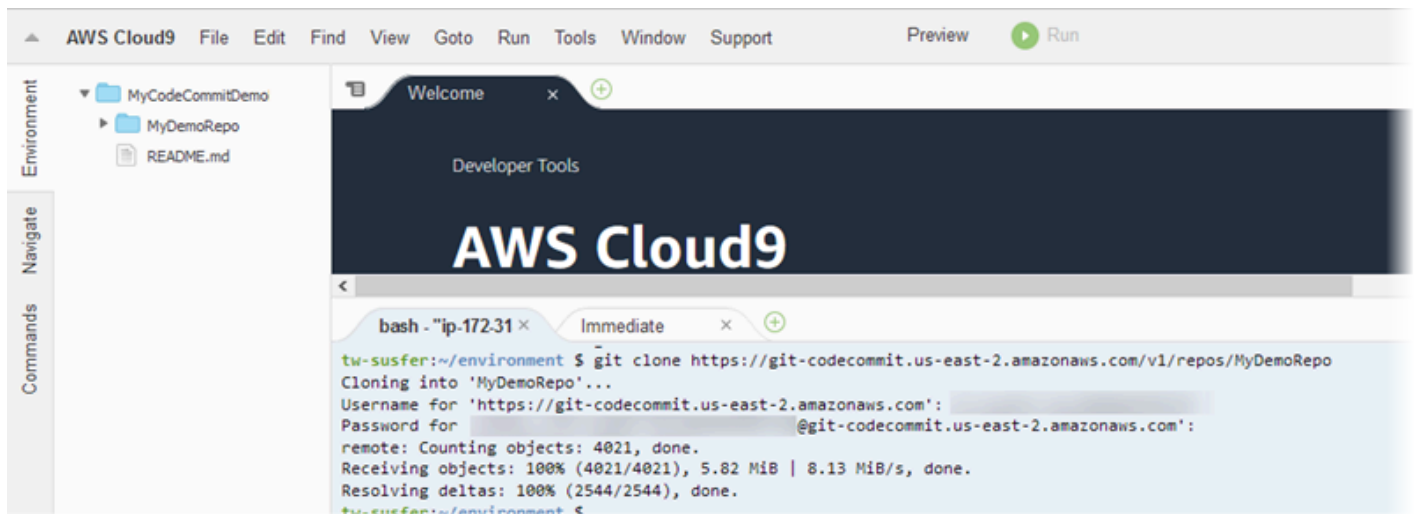 AWS Cloud9 File Edit Find View Goto Run Tools Window Support Preview Run
Environment
Navigate
Commands
MyCodeCommitDemo
MyDemoRepo
README.md
Welcome
Developer Tools
AWS Cloud9
bash - "ip-172-31 Immediate
tw-susfer:~/environment $ git clone https://git-codecommit.us-east-2.amazonaws.com/v1/repos/MyDemoRepo
Cloning into 'MyDemoRepo'...
Username for 'https://git-codecommit.us-east-2.amazonaws.com':
Password for @git-codecommit.us-east-2.amazonaws.com':
remote: Counting objects: 4021, done.
Receiving objects: 100% (4021/4021), 5.82 MiB | 8.13 MiB/s, done.
Resolving deltas: 100% (2544/2544), done.
tw-susfer:~/environment $